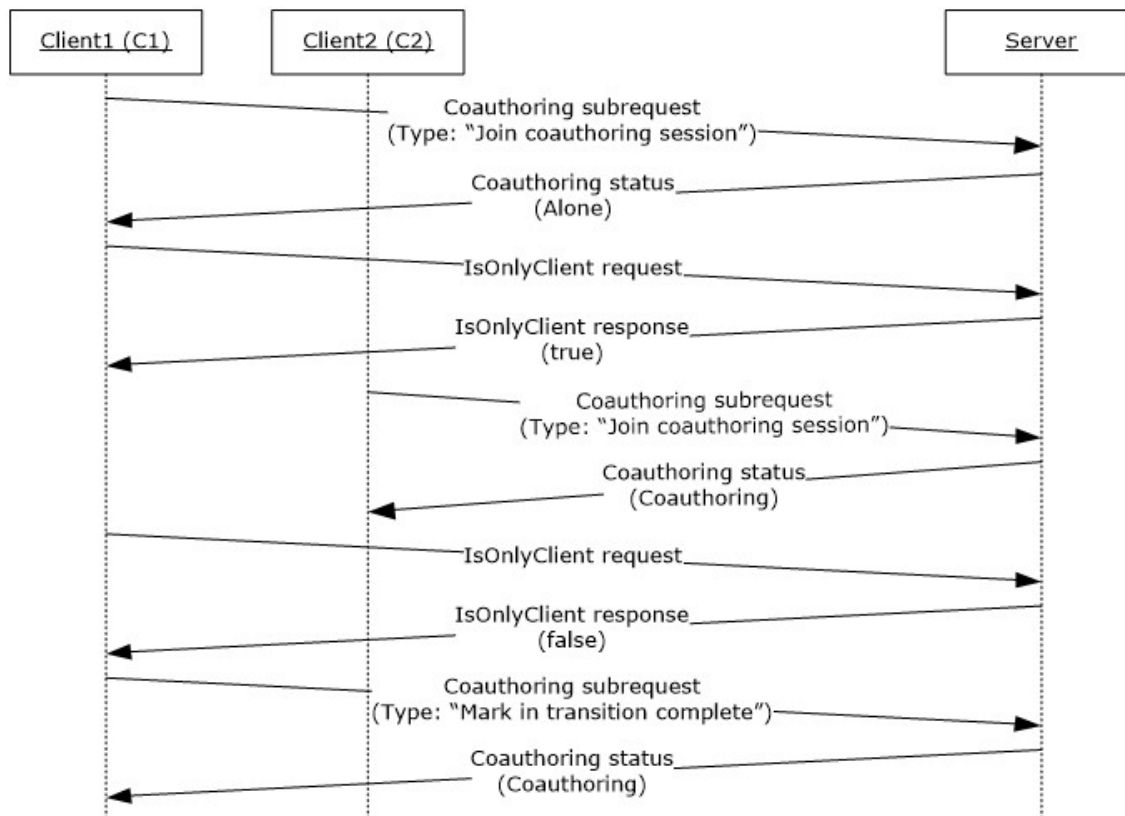 Client1 (C1)
Client2 (C2)
Server
Coauthoring subrequest
(Type: “Join coauthoring session”)
Coauthoring status
(Alone)
IsOnlyClient request
IsOnlyClient response
(true)
Coauthoring subrequest
(Type: “Join coauthoring session”)
Coauthoring status
(Coauthoring)
IsOnlyClient request
IsOnlyClient response
(false)
Coauthoring subrequest
(Type: “Mark in transition complete”)
Coauthoring status
(Coauthoring)